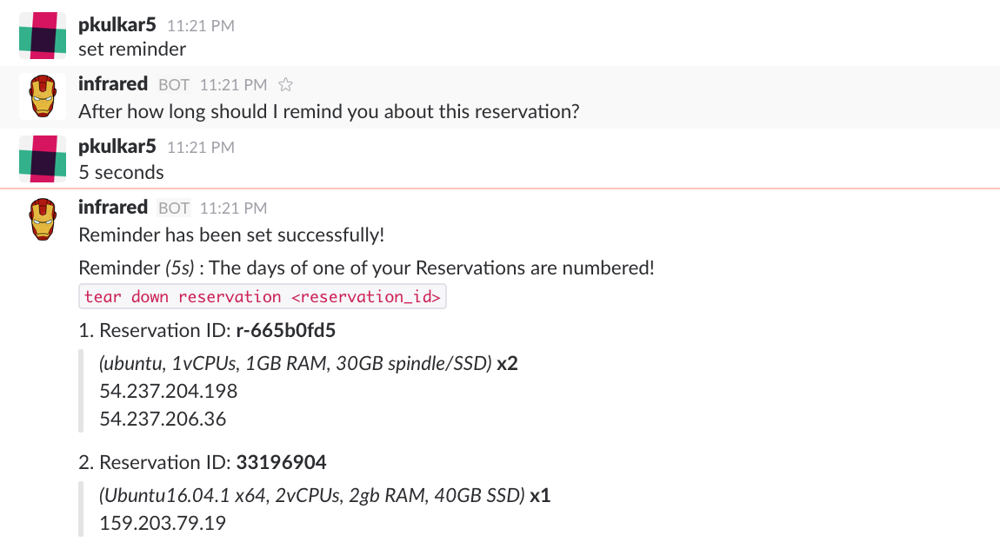 pkulkar5 11:21 PM
set reminder
infrared BOT 11:21 PM
After how long should I remind you about this reservation?
pkulkar5 11:21 PM
5 seconds
infrared BOT 11:21 PM
Reminder has been set successfully!
Reminder (5s) : The days of one of your Reservations are numbered!
tear down reservation <reservation_id>
1. Reservation ID: r-665b0fd5
(ubuntu, 1vCPUs, 1GB RAM, 30GB spindle/SSD) x2
54.237.204.198
54.237.206.36
2. Reservation ID: 33196904
(Ubuntu16.04.1 x64, 2vCPUs, 2gb RAM, 40GB SSD) x1
159.203.79.19